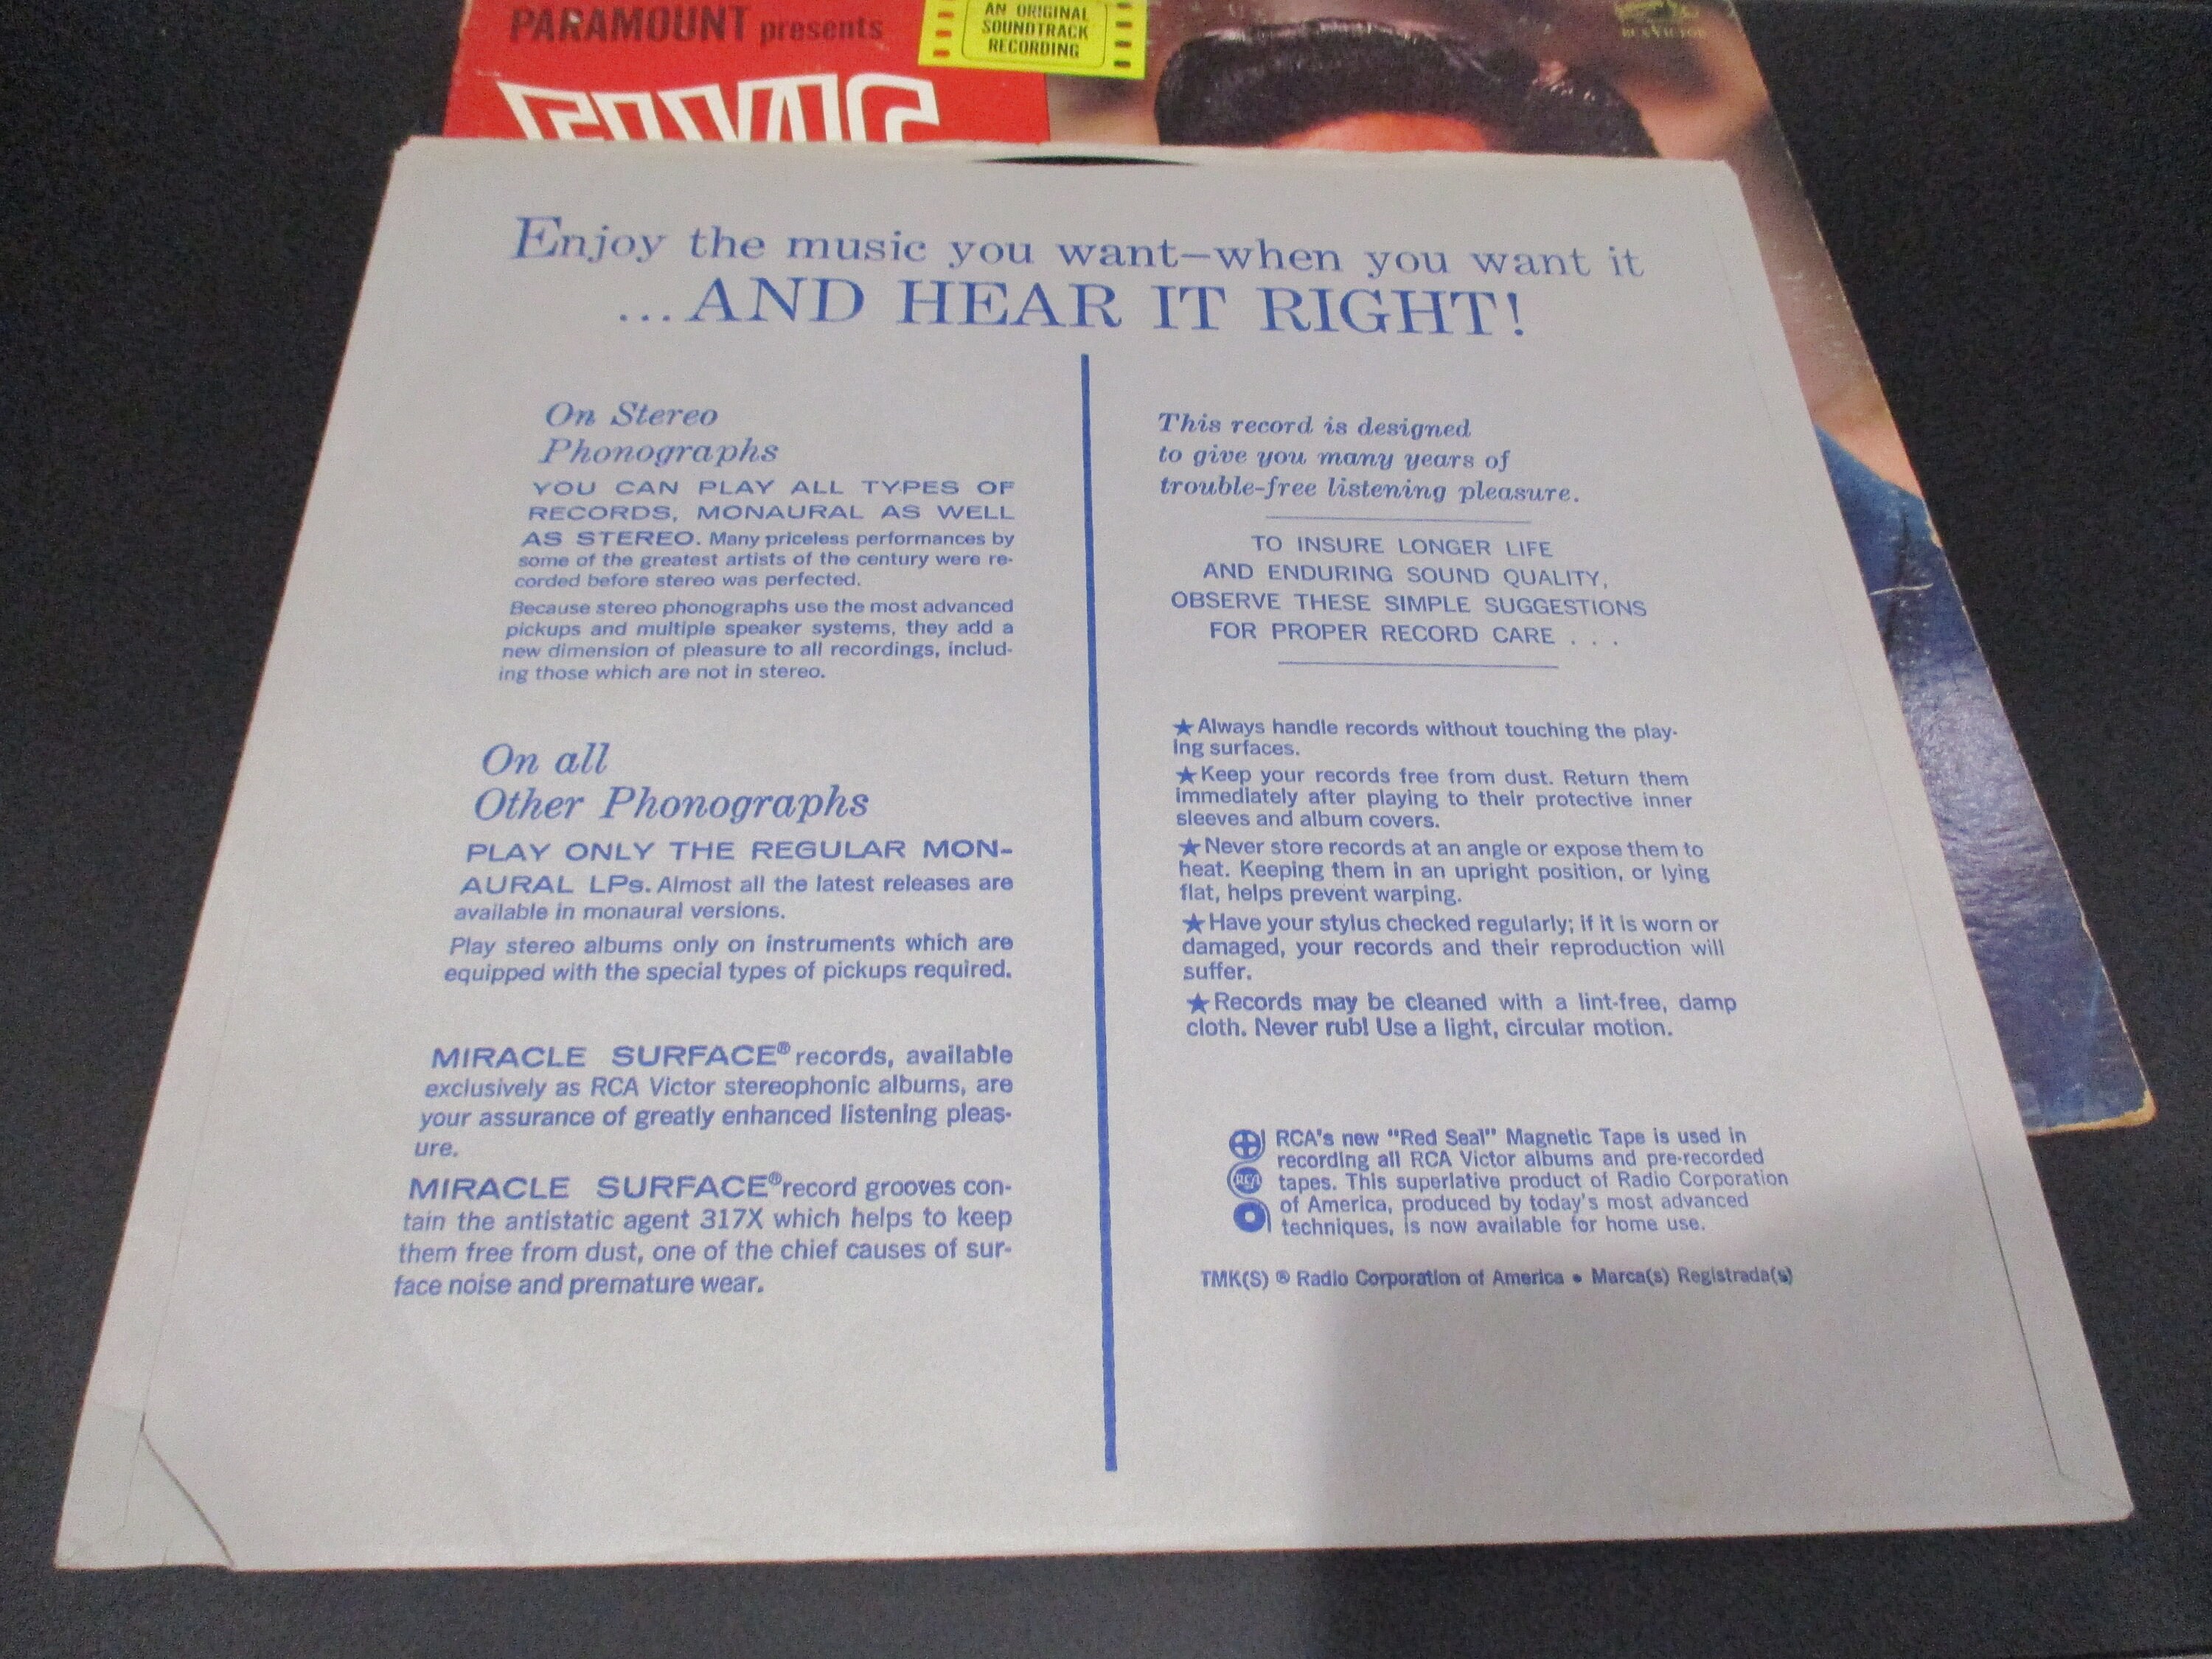 PARAMOUNT presents
AN ORIGINAL
SOUNDTRACK
RECORDING
RCA VICTOR
ELVIS
Enjoy the music you want—when you want it
...AND HEAR IT RIGHT!
On Stereo
Phonographs
YOU CAN PLAY ALL TYPES OF
RECORDS, MONAURAL AS WELL
AS STEREO. Many priceless performances by
some of the greatest artists of the century were re-
corded before stereo was perfected.
Because stereo phonographs use the most advanced
pickups and multiple speaker systems, they add a
new dimension of pleasure to all recordings, includ-
ing those which are not in stereo.
On all
Other Phonographs
PLAY ONLY THE REGULAR MON-
AURAL LPs. Almost all the latest releases are
available in monaural versions.
Play stereo albums only on instruments which are
equipped with the special types of pickups required.
MIRACLE SURFACE® records, available
exclusively as RCA Victor stereophonic albums, are
your assurance of greatly enhanced listening pleas-
ure.
MIRACLE SURFACE® record grooves con-
tain the antistatic agent 317X which helps to keep
them free from dust, one of the chief causes of sur-
face noise and premature wear.
This record is designed
to give you many years of
trouble-free listening pleasure.
TO INSURE LONGER LIFE
AND ENDURING SOUND QUALITY,
OBSERVE THESE SIMPLE SUGGESTIONS
FOR PROPER RECORD CARE . . .
★ Always handle records without touching the play-
ing surfaces.
★ Keep your records free from dust. Return them
immediately after playing to their protective inner
sleeves and album covers.
★ Never store records at an angle or expose them to
heat. Keeping them in an upright position, or lying
flat, helps prevent warping.
★ Have your stylus checked regularly; if it is worn or
damaged, your records and their reproduction will
suffer.
★ Records may be cleaned with a lint-free, damp
cloth. Never rub! Use a light, circular motion.
RCA's new "Red Seal" Magnetic Tape is used in
recording all RCA Victor albums and pre-recorded
RCA tapes. This superlative product of Radio Corporation
of America, produced by today's most advanced
techniques, is now available for home use.
TMK(S) ® Radio Corporation of America • Marca(s) Registrada(s)